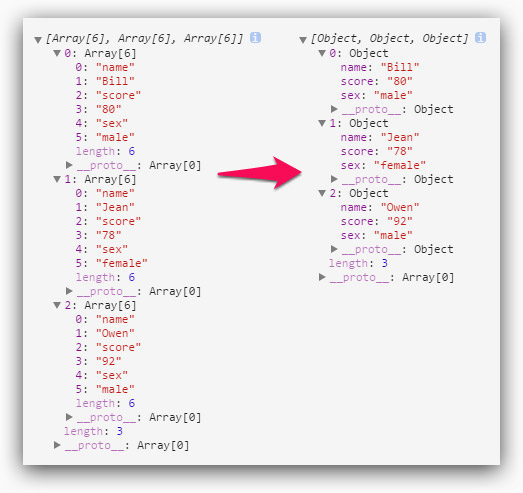 [Array[6], Array[6], Array[6]] i
0: Array[6]
0: "name"
1: "Bill"
2: "score"
3: "80"
4: "sex"
5: "male"
length: 6
__proto__: Array[0]
1: Array[6]
0: "name"
1: "Jean"
2: "score"
3: "78"
4: "sex"
5: "female"
length: 6
__proto__: Array[0]
2: Array[6]
0: "name"
1: "Owen"
2: "score"
3: "92"
4: "sex"
5: "male"
length: 6
__proto__: Array[0]
length: 3
__proto__: Array[0]
[Object, Object, Object] i
0: Object
name: "Bill"
score: "80"
sex: "male"
__proto__: Object
1: Object
name: "Jean"
score: "78"
sex: "female"
__proto__: Object
2: Object
name: "Owen"
score: "92"
sex: "male"
__proto__: Object
length: 3
__proto__: Array[0]